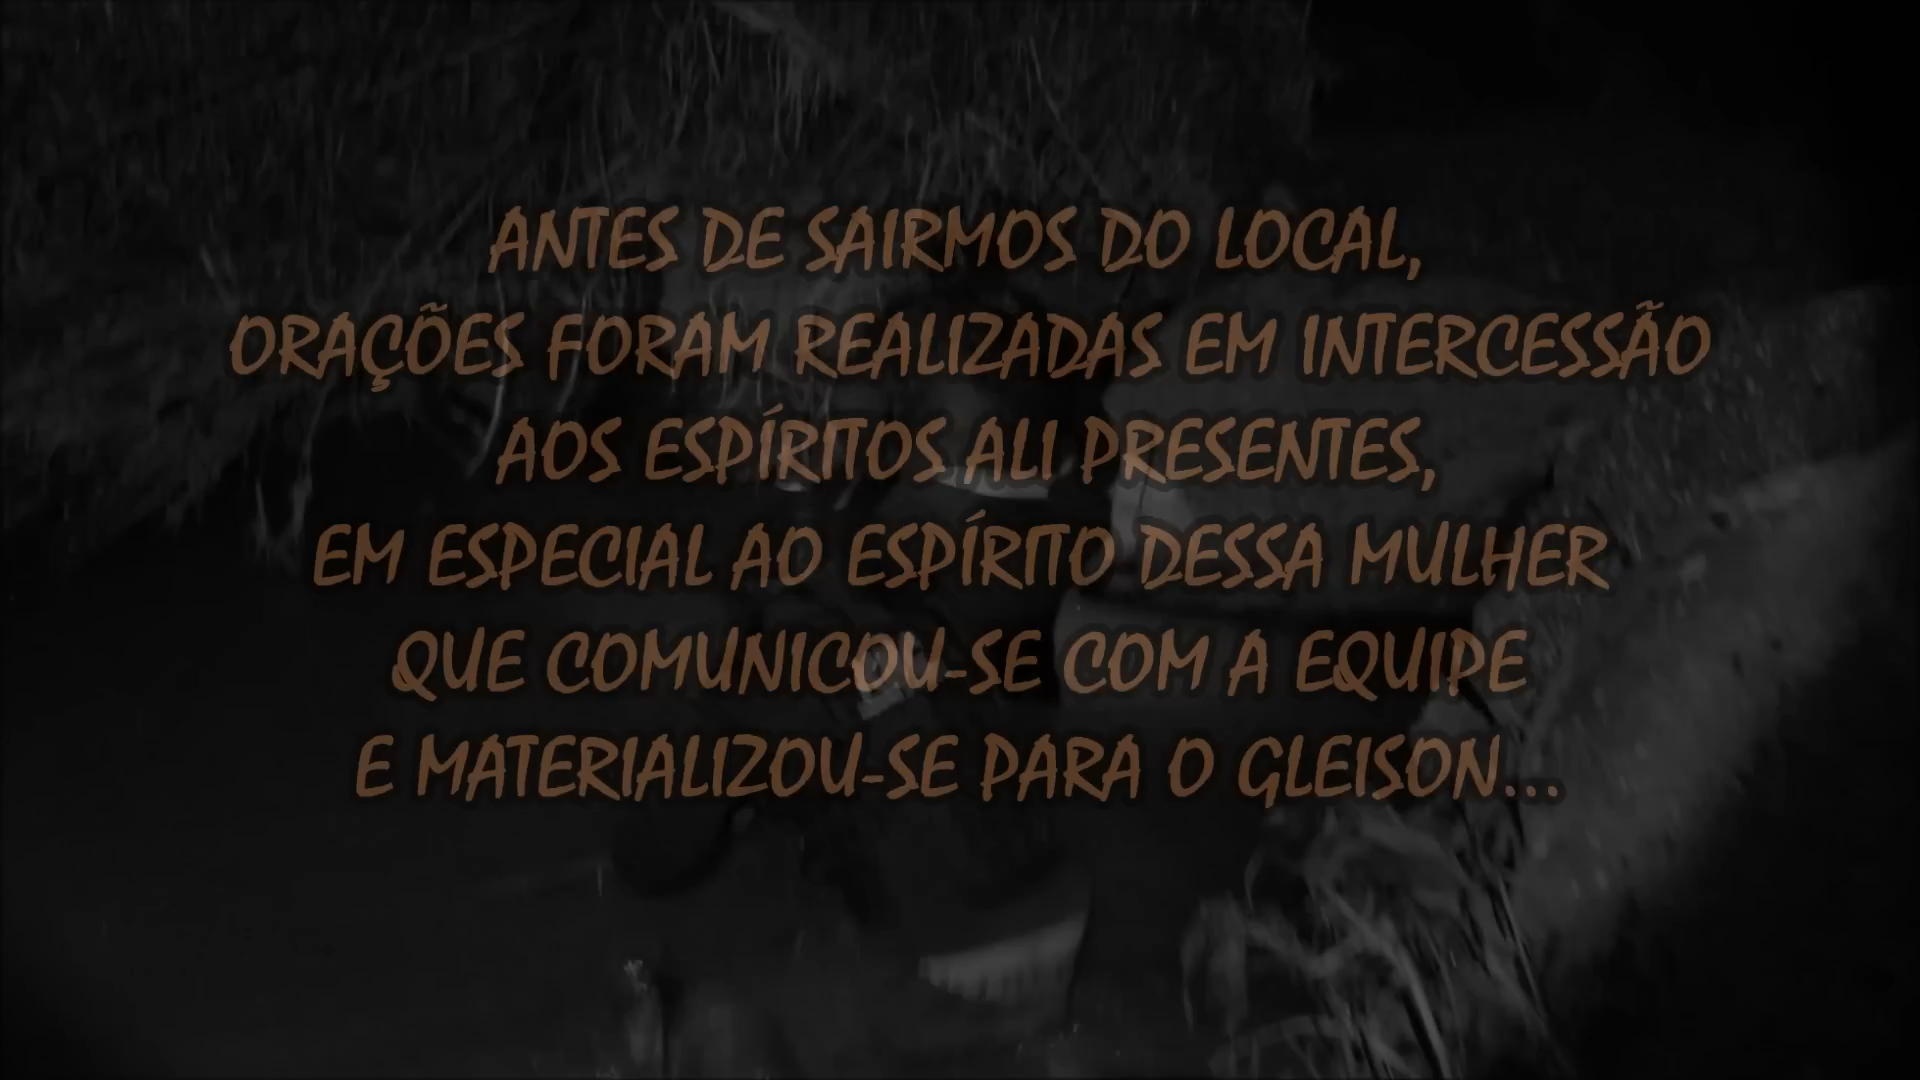 ANTES DE SAIRMOS DO LOCAL,
ORAÇÕES FORAM REALIZADAS EM INTERCESSÃO
AOS ESPÍRITOS ALI PRESENTES,
EM ESPECIAL AO ESPÍRITO DESSA MULHER
QUE COMUNICOU-SE COM A EQUIPE
E MATERIALIZOU-SE PARA O GLEISON...